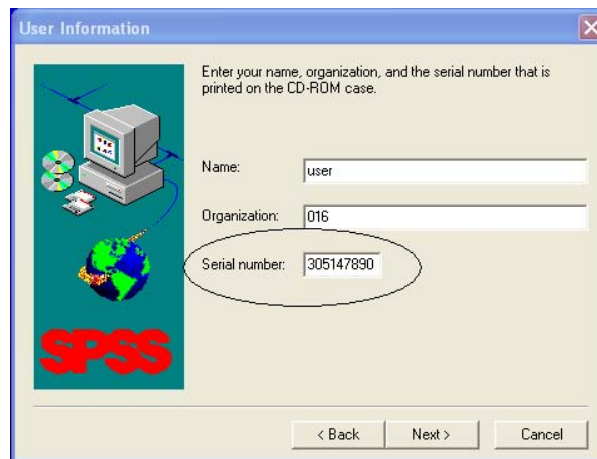 User Information
Enter your name, organization, and the serial number that is
printed on the CD-ROM case.
Name:
user
Organization:
016
Serial number:
305147890
SPSS
< Back
Next >
Cancel